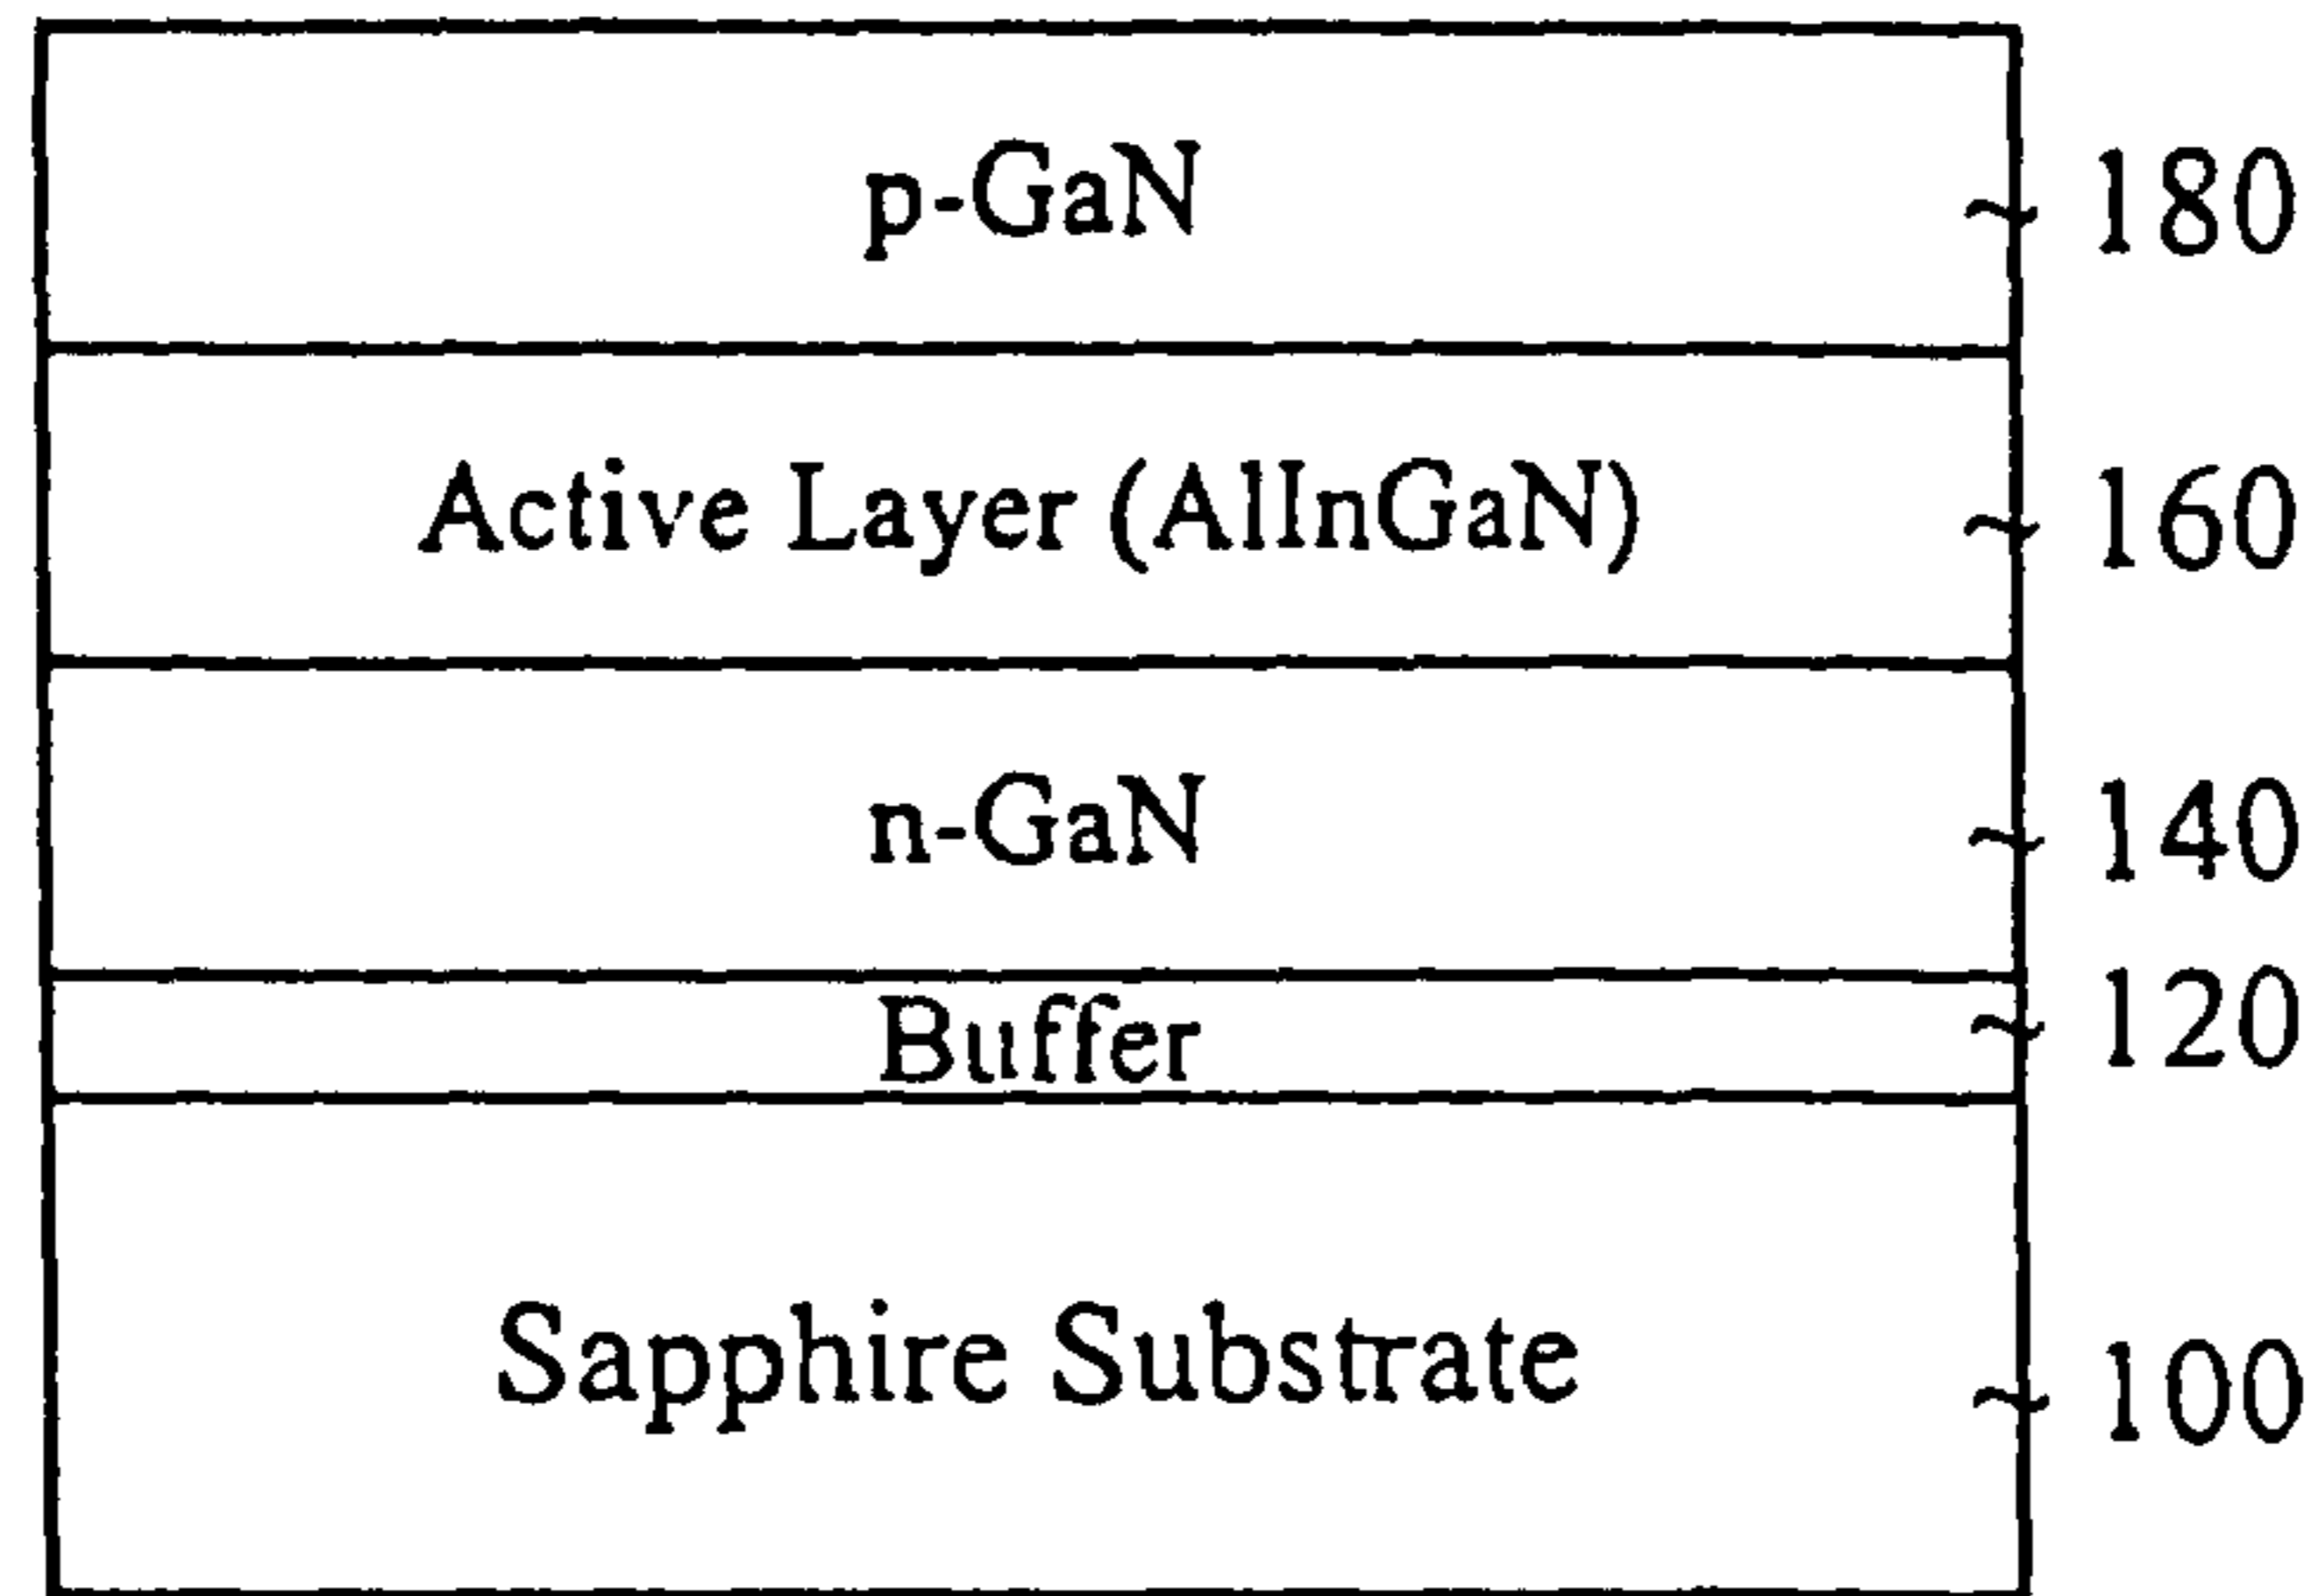 p-GaN 180
Active Layer (AlInGaN) 160
n-GaN 140
Buffer 120
Sapphire Substrate 100